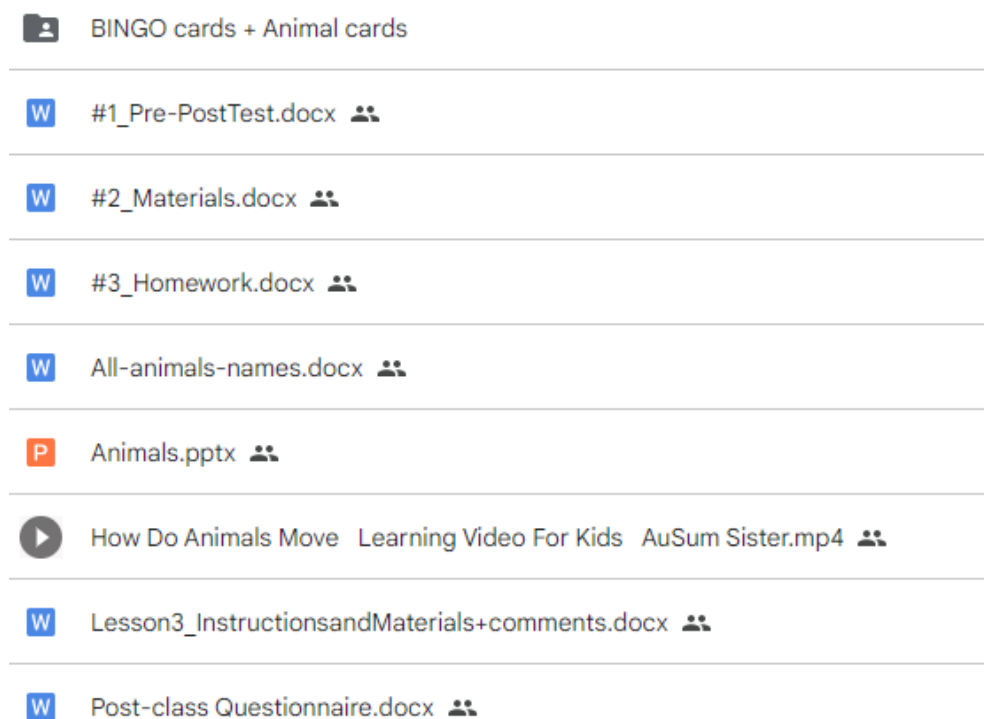 BINGO cards + Animal cards
W #1_Pre-PostTest.docx
W #2_Materials.docx
W #3_Homework.docx
W All-animals-names.docx
P Animals.pptx
How Do Animals Move Learning Video For Kids AuSum Sister.mp4
W Lesson3_InstructionsandMaterials+comments.docx
W Post-class Questionnaire.docx